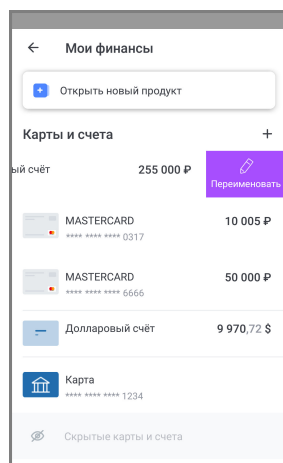 Мои финансы
Открыть новый продукт
Карты и счета
ый счёт 255 000 ₽
Переименовать
MASTERCARD 10 005 ₽
**** **** **** 0317
MASTERCARD 50 000 ₽
**** **** **** 6666
Долларовый счёт 9 970,72 $
Карта
**** **** **** 1234
Скрытые карты и счета